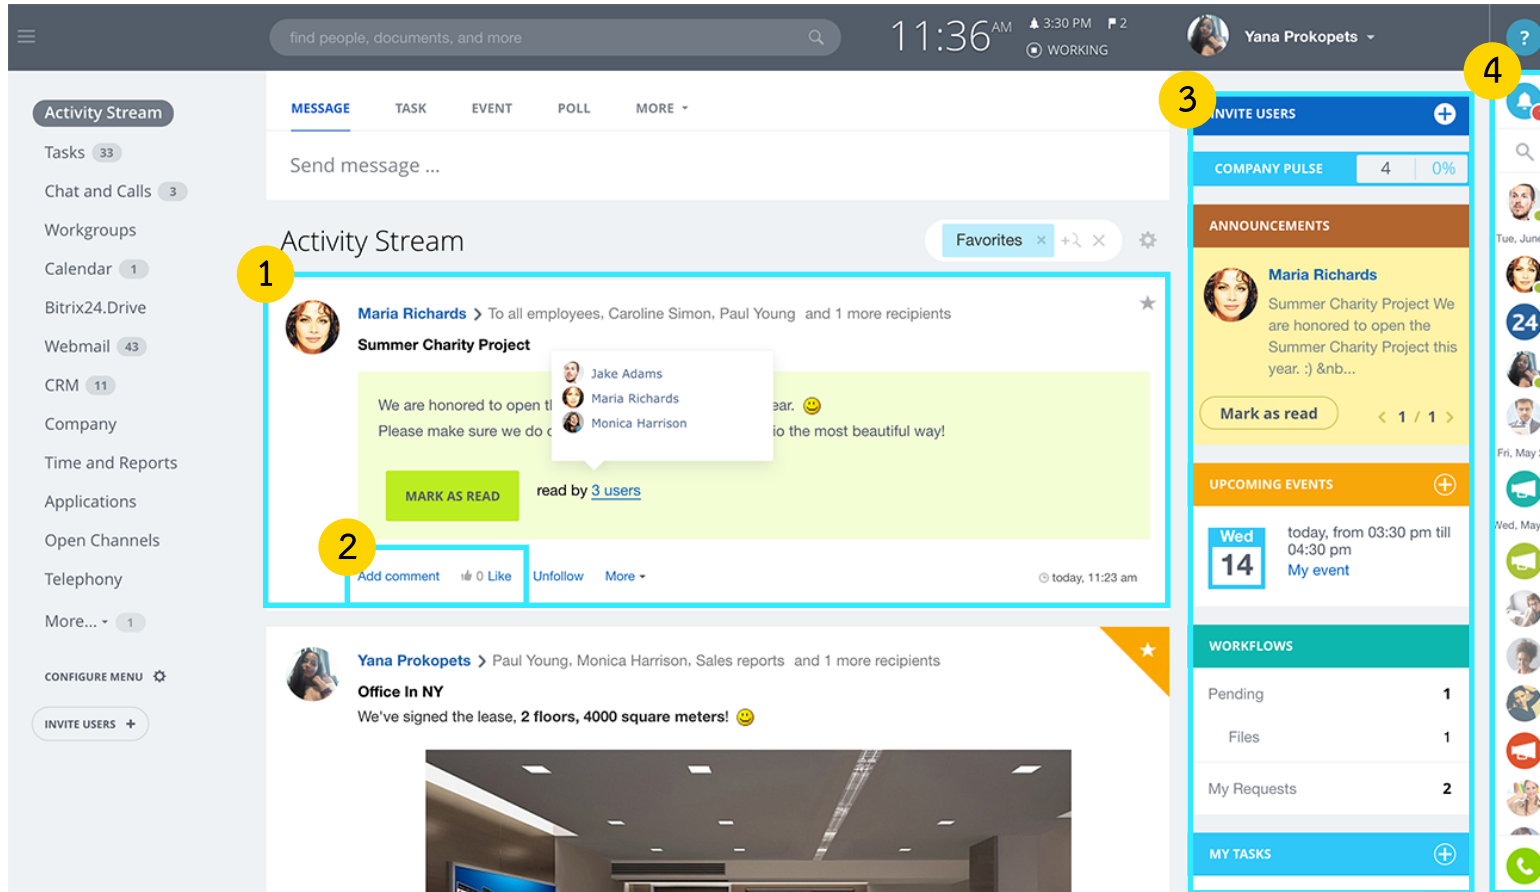 find people, documents, and more
11:36 AM
3:30 PM 2
WORKING
Yana Prokopets
?
4
Activity Stream
Tasks 33
Chat and Calls 3
Workgroups
Calendar 1
Bitrix24.Drive
Webmail 43
CRM 11
Company
Time and Reports
Applications
Open Channels
Telephony
More... 1
CONFIGURE MENU
INVITE USERS +
MESSAGE TASK EVENT POLL MORE
Send message ...
Activity Stream
Favorites × + ×
1
Maria Richards > To all employees, Caroline Simon, Paul Young and 1 more recipients
Summer Charity Project
Jake Adams
Maria Richards
Monica Harrison
We are honored to open t ear.
Please make sure we do io the most beautiful way!
MARK AS READ read by 3 users
2
Add comment 0 Like Unfollow More today, 11:23 am
Yana Prokopets > Paul Young, Monica Harrison, Sales reports and 1 more recipients
Office In NY
We've signed the lease, 2 floors, 4000 square meters!
3
INVITE USERS
COMPANY PULSE 4 0%
ANNOUNCEMENTS
Maria Richards
Summer Charity Project We
are honored to open the
Summer Charity Project this
year. :) &nb...
Mark as read < 1 / 1 >
UPCOMING EVENTS
Wed
14
today, from 03:30 pm till
04:30 pm
My event
WORKFLOWS
Pending 1
Files 1
My Requests 2
MY TASKS
Tue, June
24
Fri, May
Wed, May